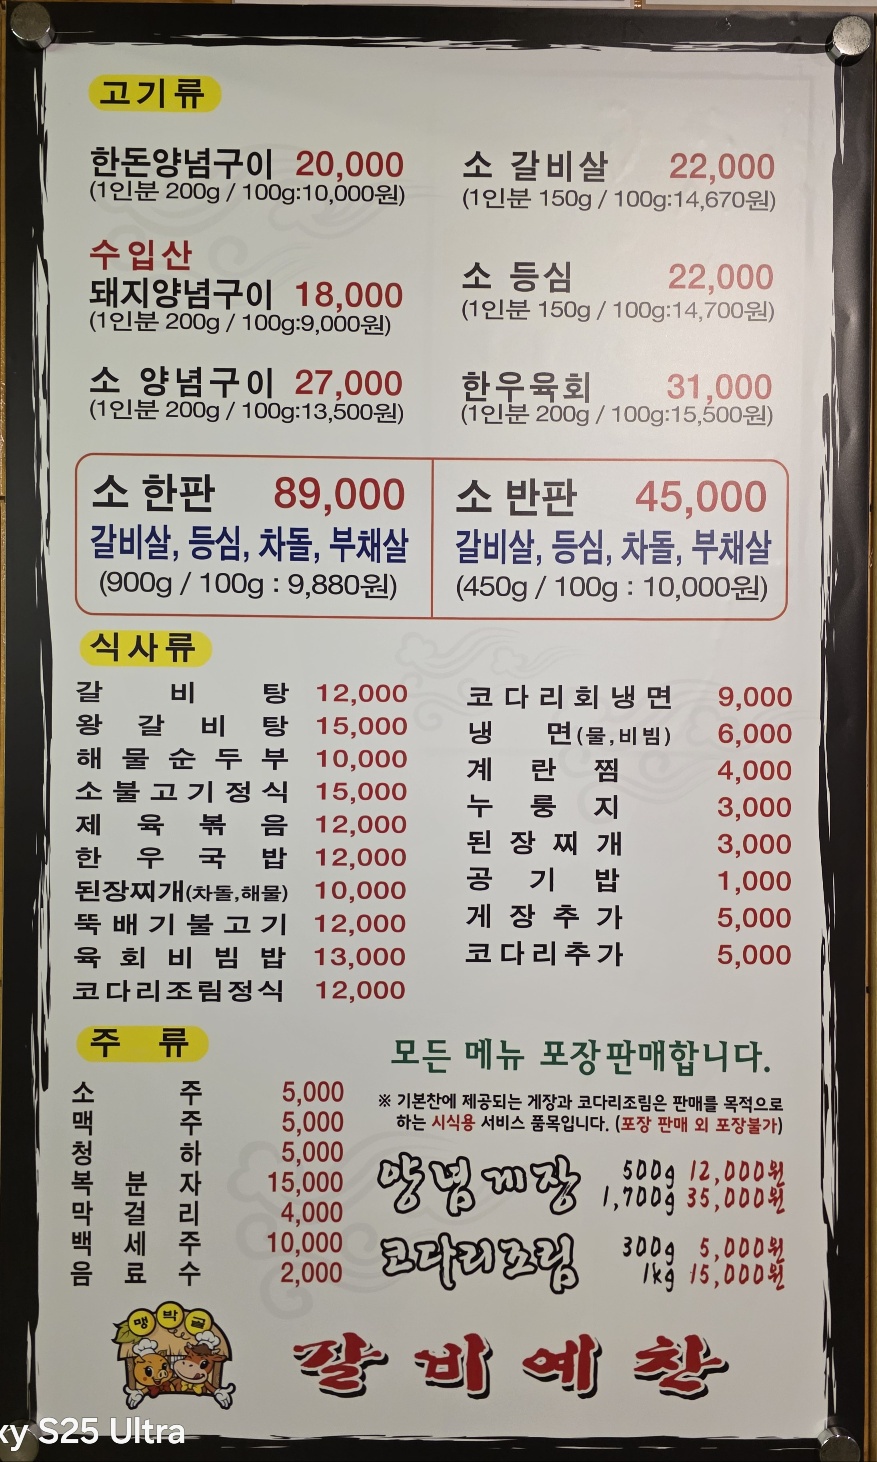 고기류
한돈양념구이 20,000
(1인분 200g / 100g:10,000원)
수입산
돼지양념구이 18,000
(1인분 200g / 100g:9,000원)
소 양념구이 27,000
(1인분 200g / 100g:13,500원)
소 갈비살 22,000
(1인분 150g / 100g:14,670원)
소 등심 22,000
(1인분 150g / 100g:14,700원)
한우육회 31,000
(1인분 200g / 100g:15,500원)
소 한판 89,000
갈비살, 등심, 차돌, 부채살
(900g / 100g : 9,880원)
소 반판 45,000
갈비살, 등심, 차돌, 부채살
(450g / 100g : 10,000원)
식사류
갈비탕 12,000
왕갈비탕 15,000
해물순두부 10,000
소불고기정식 15,000
제육볶음 12,000
한우국밥 12,000
된장찌개(차돌,해물) 10,000
뚝배기불고기 12,000
육회비빔밥 13,000
코다리조림정식 12,000
코다리회냉면 9,000
냉면(물,비빔) 6,000
계란찜 4,000
누룽지 3,000
된장찌개 3,000
공기밥 1,000
게장추가 5,000
코다리추가 5,000
주류
소주 5,000
맥주 5,000
청하 5,000
복분자 15,000
막걸리 4,000
백세주 10,000
음료수 2,000
모든 메뉴 포장판매합니다.
※ 기본찬에 제공되는 게장과 코다리조림은 판매를 목적으로
하는 시식용 서비스 품목입니다. (포장 판매 외 포장불가)
양념게장 500g 12,000원
1,700g 35,000원
코다리조림 300g 5,000원
1kg 15,000원
맹박골
갈비예찬
xy S25 Ultra